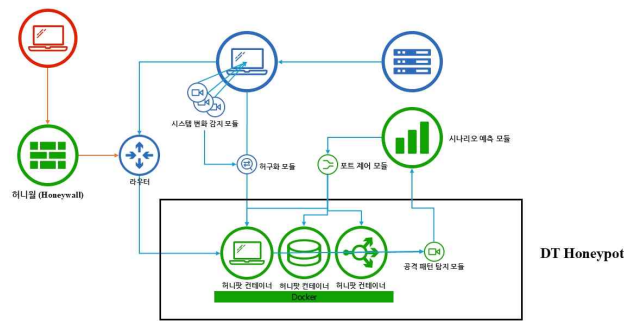 시스템 변화 감지 모듈
시나리오 예측 모듈
허니월 (Honeywall)
라우터
허구화 모듈
포트 제어 모듈
DT Honeypot
허니팟 컨테이너
허니팟 컨테이너
허니팟 컨테이너
공격 패턴 탐지 모듈
Docker